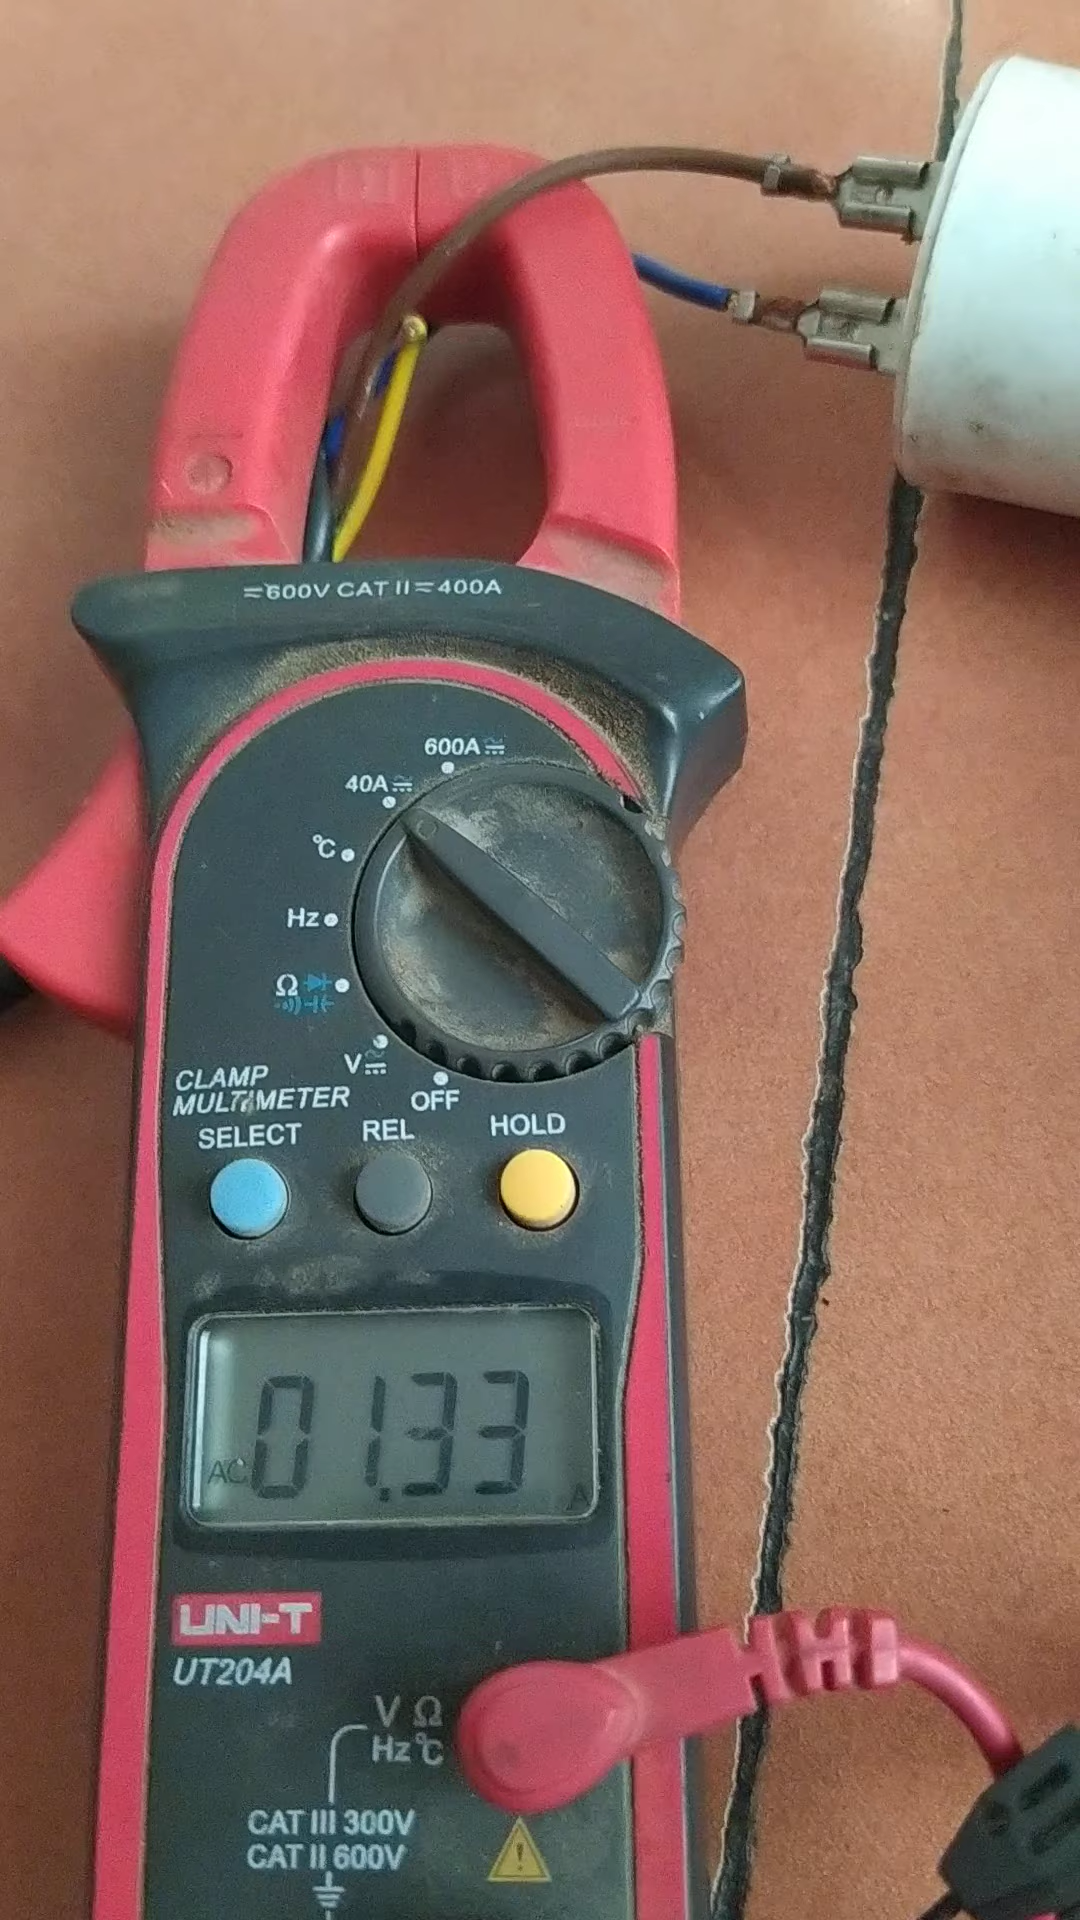 ≂600V CAT II ≂400A
600A≂
40A≂
℃
Hz
Ω
V≂
OFF
CLAMP
MULTIMETER
SELECT REL HOLD
AC 01.33 A
UNI-T
UT204A
V Ω
Hz ℃
CAT III 300V
CAT II 600V